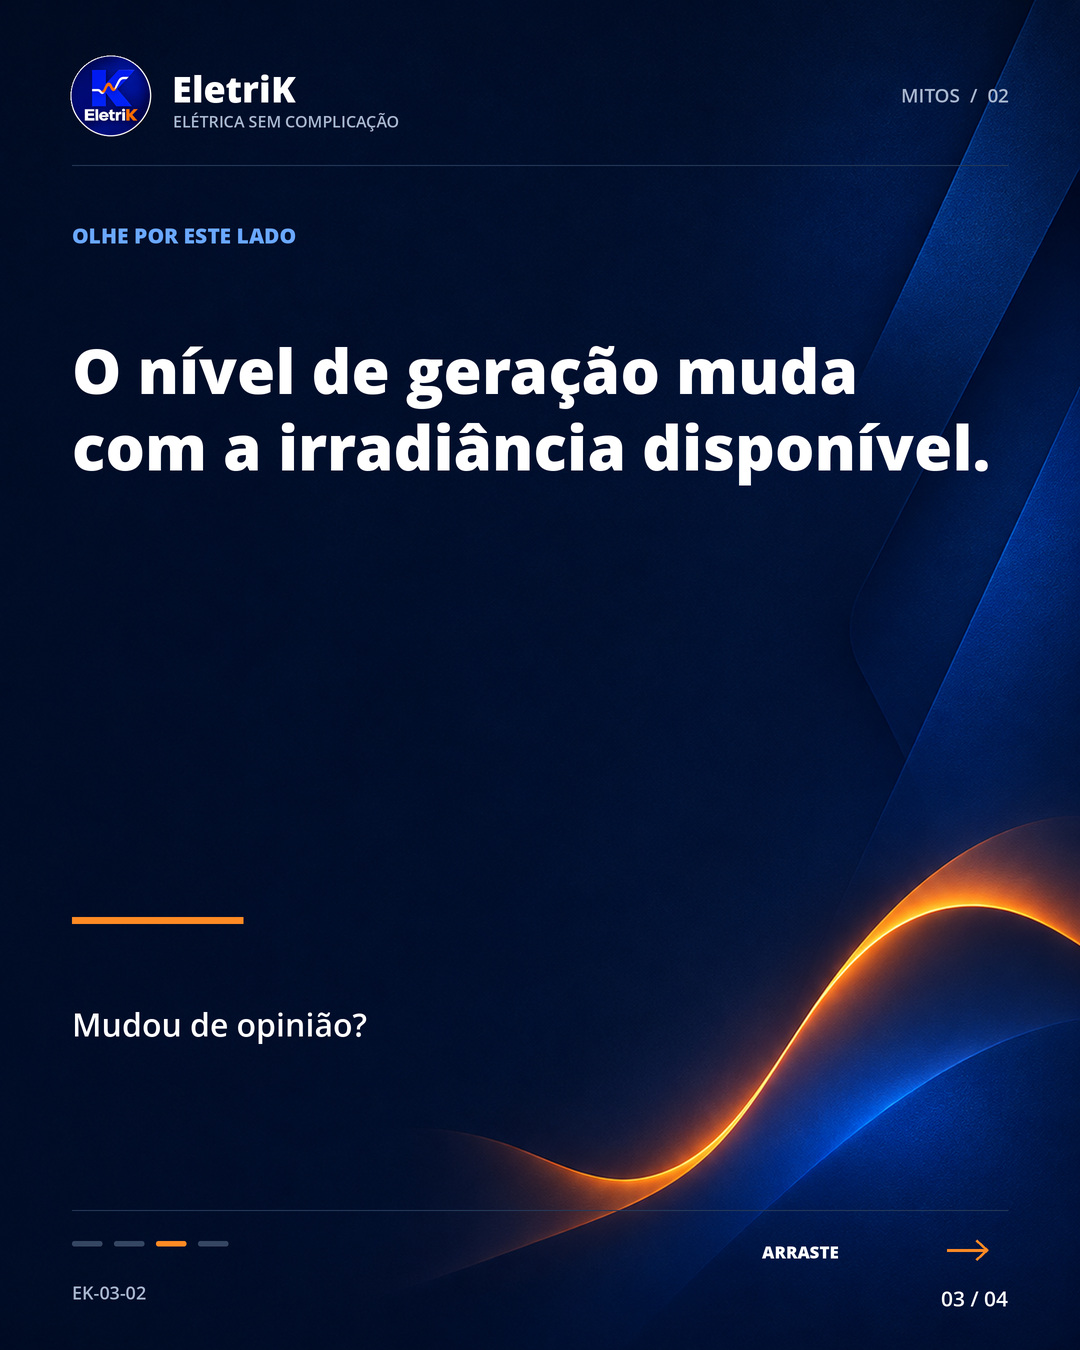 K
EletriK
EletriK
ELÉTRICA SEM COMPLICAÇÃO
MITOS / 02
OLHE POR ESTE LADO
O nível de geração muda
com a irradiância disponível.
Mudou de opinião?
ARRASTE
EK-03-02
03 / 04